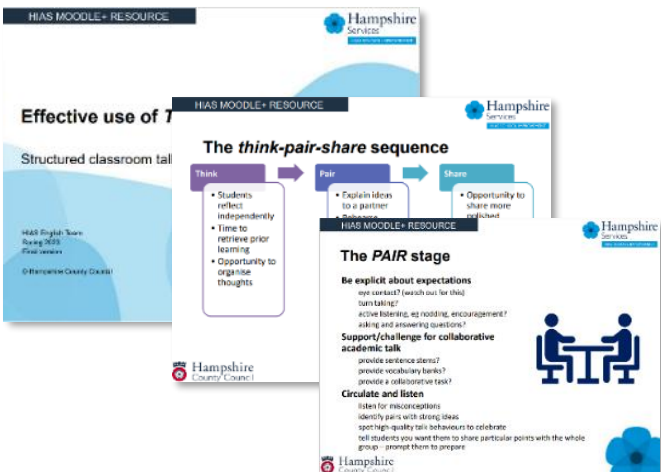 HIAS MOODLE+ RESOURCE
Hampshire
Services
Effective use of T
Structured classroom tal
HIAS English Team
Spring 2023
Final version
© Hampshire County Council
HIAS MOODLE+ RESOURCE
Hampshire
Services
The think-pair-share sequence
Think
• Students
reflect
independently
• Time to
retrieve prior
learning
• Opportunity to
organise
thoughts
Pair
• Explain ideas
to a partner
• Rehearse
Share
• Opportunity to
share more
polished
Hampshire
County Council
HIAS MOODLE+ RESOURCE
Hampshire
Services
The PAIR stage
Be explicit about expectations
eye contact? (watch out for this)
turn taking?
active listening, eg nodding, encouragement?
asking and answering questions?
Support/challenge for collaborative
academic talk
provide sentence stems?
provide vocabulary banks?
provide a collaborative task?
Circulate and listen
listen for misconceptions
identify pairs with strong ideas
spot high-quality talk behaviours to celebrate
tell students you want them to share particular points with the whole
group – prompt them to prepare
Hampshire
County Council